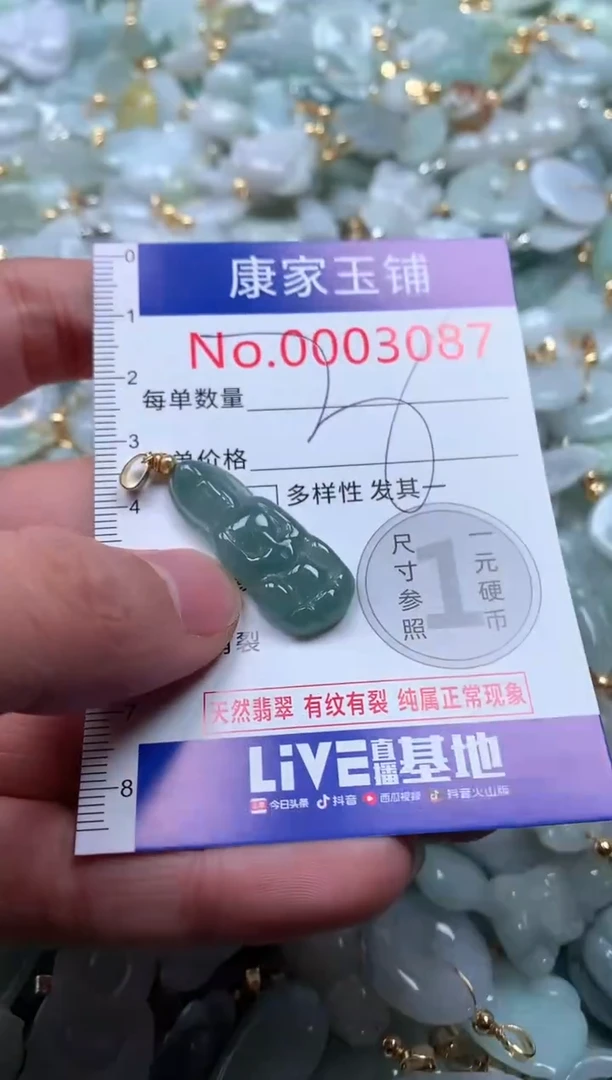 康家玉铺
No.0003087
0
1
2
每单数量
3
单价格
4
多样性 发其一
尺寸参照
1
一元硬币
裂
天然翡翠 有纹有裂 纯属正常现象
7
LiVE直播基地
8
今日头条 抖音 西瓜视频 抖音火山版